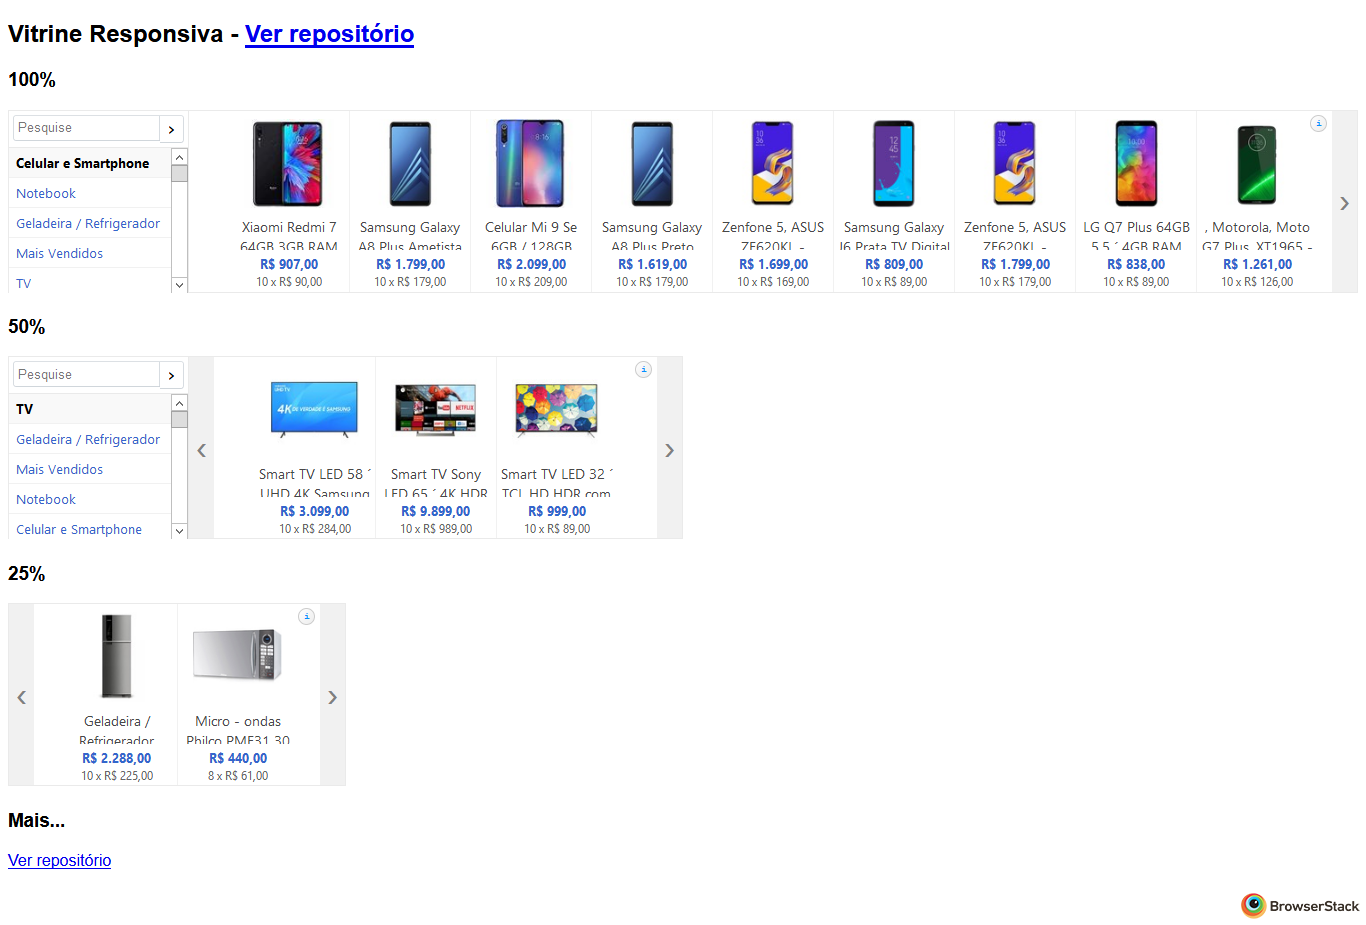 Vitrine Responsiva - Ver repositório
100%
Pesquise
Celular e Smartphone
Notebook
Geladeira / Refrigerador
Mais Vendidos
TV
Xiaomi Redmi 7
64GB 3GB RAM
R$ 907,00
10 x R$ 90,00
Samsung Galaxy
A8 Plus Ametista
R$ 1.799,00
10 x R$ 179,00
Celular Mi 9 Se
6GB / 128GB
R$ 2.099,00
10 x R$ 209,00
Samsung Galaxy
A8 Plus Preto
R$ 1.619,00
10 x R$ 179,00
Zenfone 5, ASUS
ZE620KL -
R$ 1.699,00
10 x R$ 169,00
Samsung Galaxy
J6 Prata TV Digital
R$ 809,00
10 x R$ 89,00
Zenfone 5, ASUS
ZE620KL -
R$ 1.799,00
10 x R$ 179,00
LG Q7 Plus 64GB
5.5 ´ 4GB RAM
R$ 838,00
10 x R$ 89,00
, Motorola, Moto
G7 Plus, XT1965 -
R$ 1.261,00
10 x R$ 126,00
50%
Pesquise
TV
Geladeira / Refrigerador
Mais Vendidos
Notebook
Celular e Smartphone
Smart TV LED 58 ´
UHD 4K Samsung
R$ 3.099,00
10 x R$ 284,00
Smart TV Sony
LED 65 ´ 4K HDR
R$ 9.899,00
10 x R$ 989,00
Smart TV LED 32 ´
TCL HD HDR com
R$ 999,00
10 x R$ 89,00
25%
Geladeira /
Refrigerador
R$ 2.288,00
10 x R$ 225,00
Micro - ondas
Philco PMF31 30
R$ 440,00
8 x R$ 61,00
Mais...
Ver repositório
BrowserStack